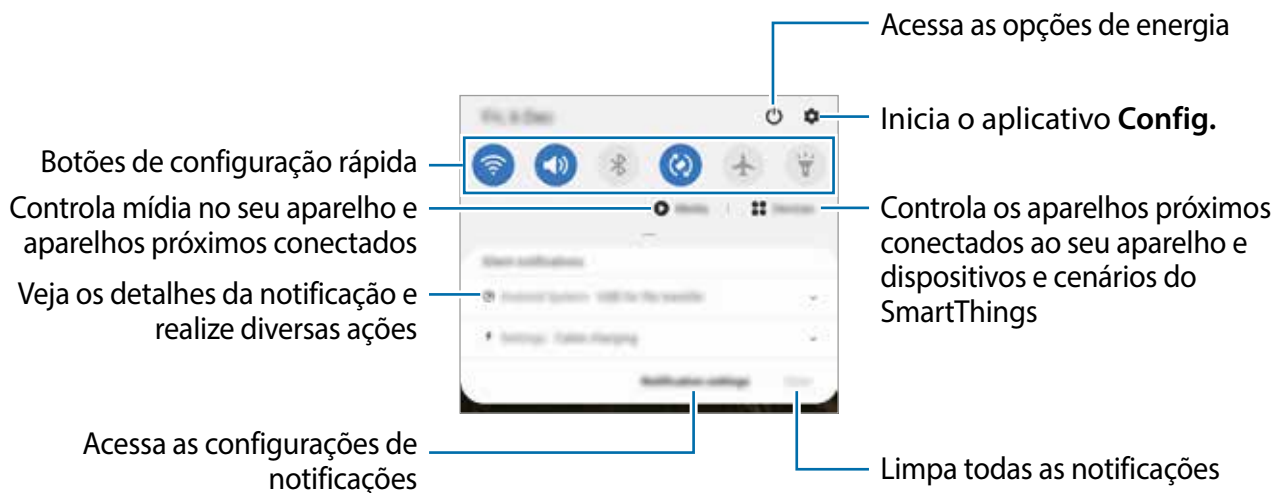 Acessa as opções de energia
Inicia o aplicativo Config.
Botões de configuração rápida
Controla mídia no seu aparelho e
aparelhos próximos conectados
Controla os aparelhos próximos
conectados ao seu aparelho e
dispositivos e cenários do
SmartThings
Veja os detalhes da notificação e
realize diversas ações
Notification settings
Acessa as configurações de
notificações
Limpa todas as notificações